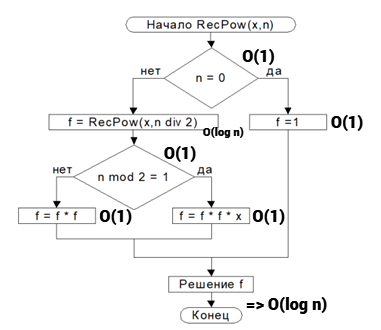 Начало RecPow(x,n)
O(1)
нет
да
n = 0
f = RecPow(x,n div 2)
O(log n)
f =1
O(1)
O(1)
нет
да
n mod 2 = 1
f = f * f
O(1)
f = f * f * x
O(1)
Решение f
=> O(log n)
Конец